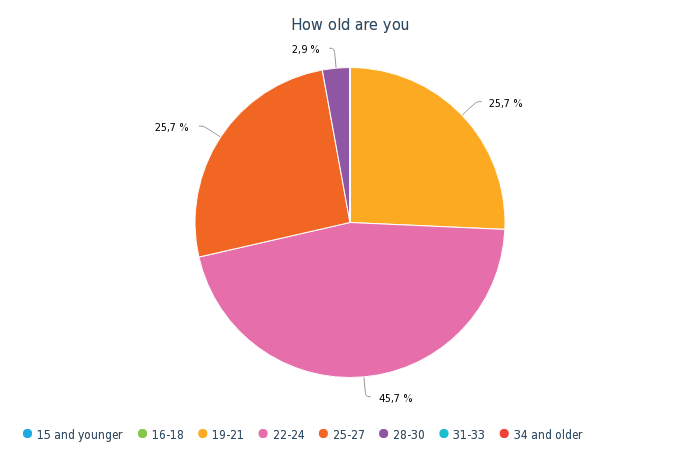 How old are you
2,9 %
25,7 %
25,7 %
45,7 %
15 and younger 16-18 19-21 22-24 25-27 28-30 31-33 34 and older